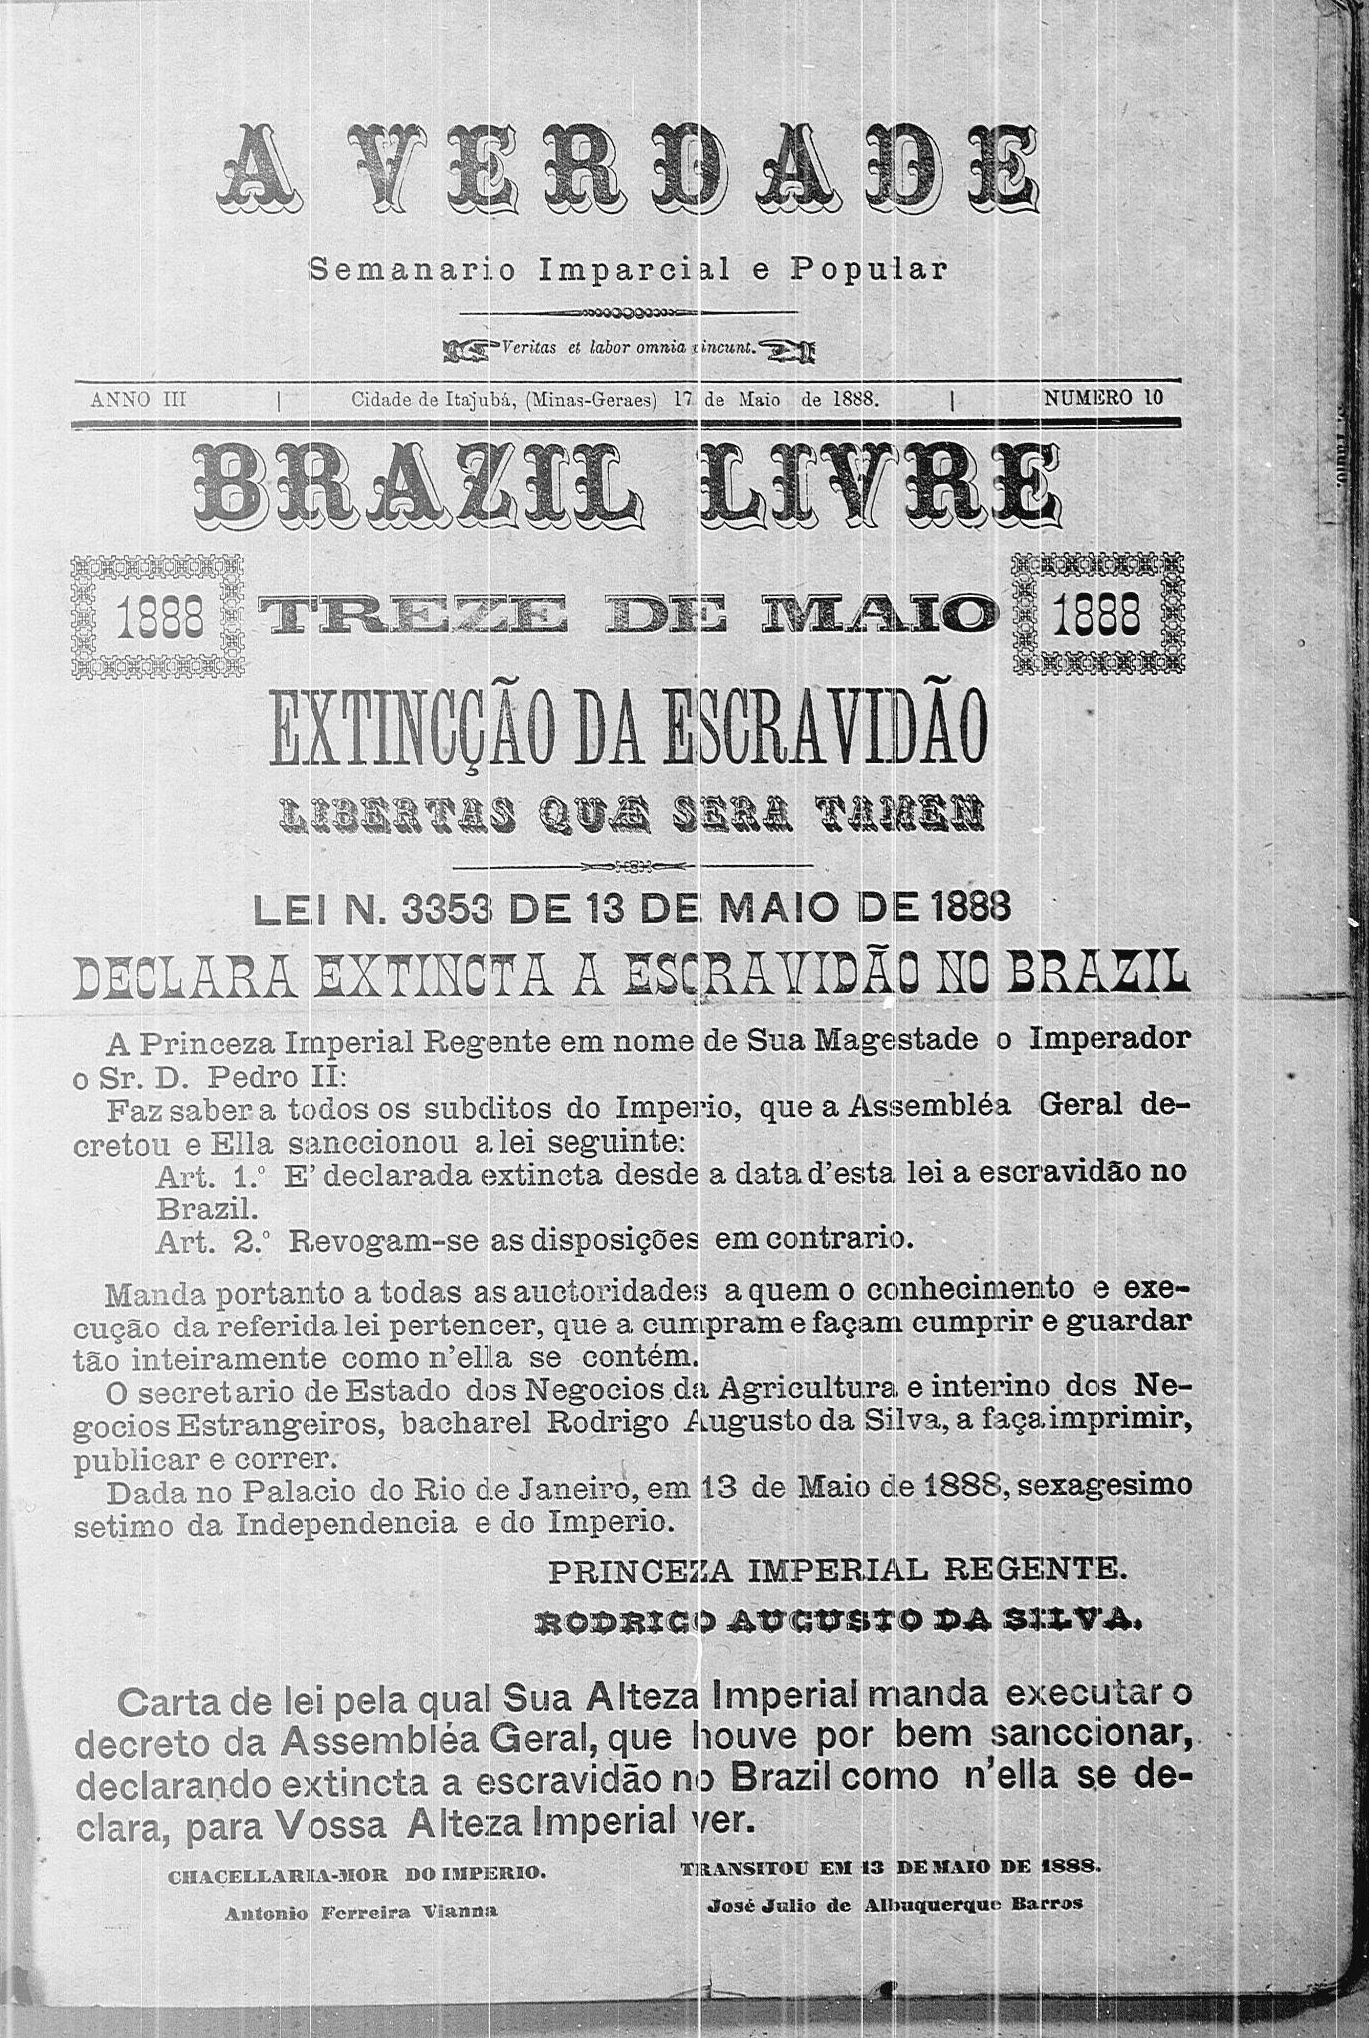 A VERDADE
Semanario Imparcial e Popular
Veritas et labor omnia vincunt.
ANNO III | Cidade de Itajubá, (Minas-Geraes) 17 de Maio de 1888. | NUMERO 10
BRAZIL LIVRE
1888 TREZE DE MAIO 1888
EXTINCÇÃO DA ESCRAVIDÃO
LIBERTAS QUÆ SERA TAMEN
LEI N. 3353 DE 13 DE MAIO DE 1888
DECLARA EXTINCTA A ESCRAVIDÃO NO BRAZIL
A Princeza Imperial Regente em nome de Sua Magestade o Imperador
o Sr. D. Pedro II:
Faz saber a todos os subditos do Imperio, que a Assembléa Geral de-
cretou e Ella sanccionou a lei seguinte:
Art. 1.º E' declarada extincta desde a data d'esta lei a escravidão no
Brazil.
Art. 2.º Revogam-se as disposições em contrario.
Manda portanto a todas as auctoridades a quem o conhecimento e exe-
cução da referida lei pertencer, que a cumpram e façam cumprir e guardar
tão inteiramente como n'ella se contém.
O secretario de Estado dos Negocios da Agricultura e interino dos Ne-
gocios Estrangeiros, bacharel Rodrigo Augusto da Silva, a faça imprimir,
publicar e correr.
Dada no Palacio do Rio de Janeiro, em 13 de Maio de 1888, sexagesimo
setimo da Independencia e do Imperio.
PRINCEZA IMPERIAL REGENTE.
RODRIGO AUGUSTO DA SILVA.
Carta de lei pela qual Sua Alteza Imperial manda executar o
decreto da Assembléa Geral, que houve por bem sanccionar,
declarando extincta a escravidão no Brazil como n'ella se de-
clara, para Vossa Alteza Imperial ver.
CHACELLARIA-MOR DO IMPERIO. TRANSITOU EM 13 DE MAIO DE 1888.
Antonio Ferreira Vianna José Julio de Albuquerque Barros